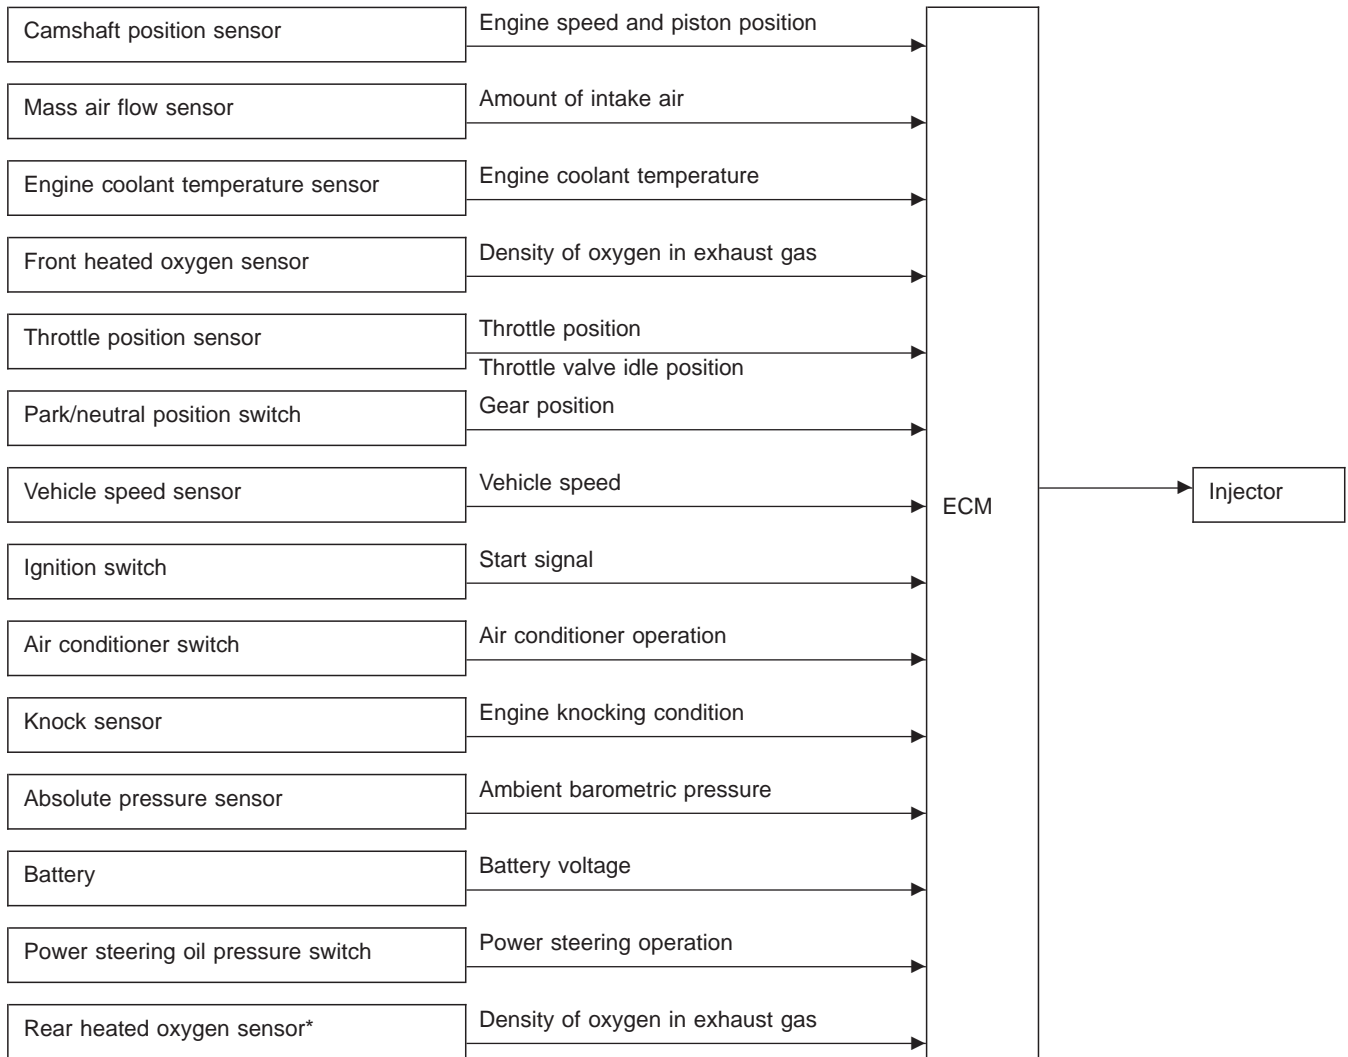 Camshaft position sensor
Engine speed and piston position
Mass air flow sensor
Amount of intake air
Engine coolant temperature sensor
Engine coolant temperature
Front heated oxygen sensor
Density of oxygen in exhaust gas
Throttle position sensor
Throttle position
Throttle valve idle position
Park/neutral position switch
Gear position
Vehicle speed sensor
Vehicle speed
ECM
Injector
Ignition switch
Start signal
Air conditioner switch
Air conditioner operation
Knock sensor
Engine knocking condition
Absolute pressure sensor
Ambient barometric pressure
Battery
Battery voltage
Power steering oil pressure switch
Power steering operation
Rear heated oxygen sensor*
Density of oxygen in exhaust gas